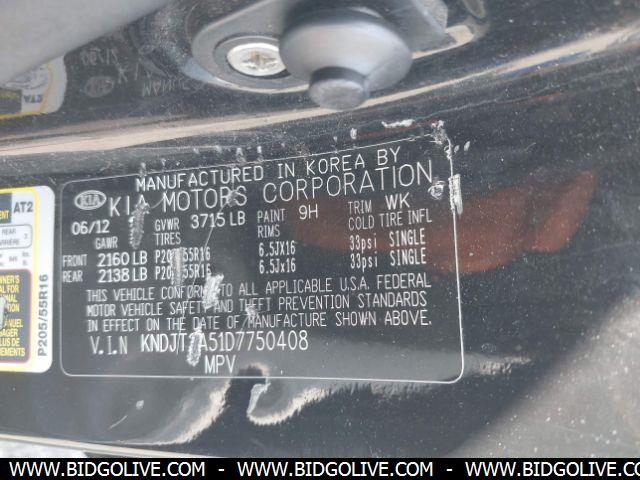 MANUFACTURED IN KOREA BY
KIA KIA MOTORS CORPORATION
06/12 GVWR 3715 LB PAINT 9H TRIM WK
GAWR TIRES RIMS COLD TIRE INFL
FRONT 2160 LB 6.5JX16 33psi SINGLE
REAR 2138 LB 6.5JX16 33psi SINGLE
THIS VEHICLE CONFORMS TO ALL APPLICABLE U.S.A. FEDERAL
MOTOR VEHICLE SAFETY AND THEFT PREVENTION STANDARDS
IN EFFECT ON THE DATE OF MANUFACTURE SHOWN ABOVE.
V.I.N
MPV
AT2
P205/55R16
WWW.BIDGOLIVE.COM - WWW.BIDGOLIVE.COM - WWW.BIDGOLIVE.COM